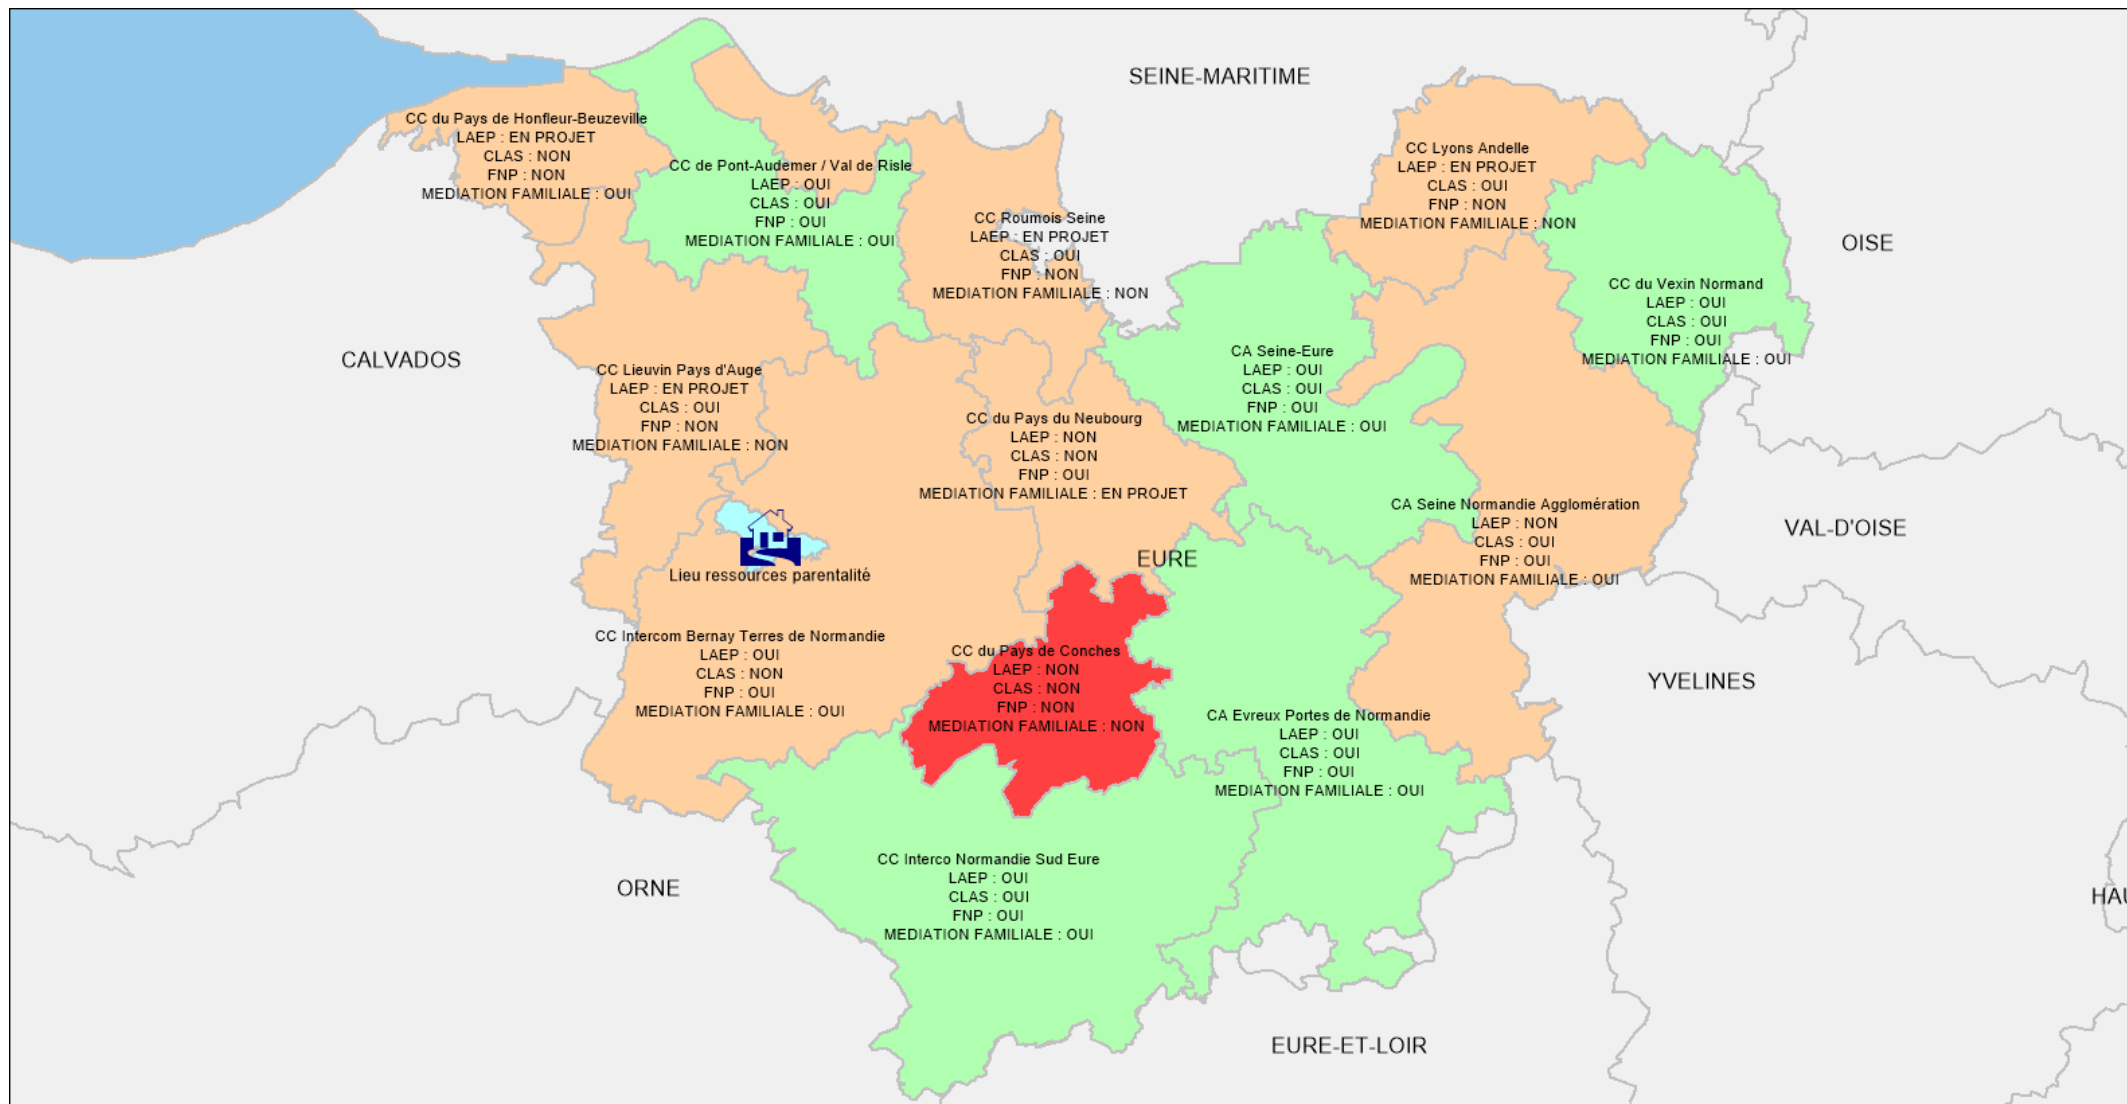 SEINE-MARITIME
CC du Pays de Honfleur-Beuzeville
LAEP : EN PROJET
CLAS : NON
FNP : NON
MEDIATION FAMILIALE : OUI
CC de Pont-Audemer / Val de Risle
LAEP : OUI
CLAS : OUI
FNP : OUI
MEDIATION FAMILIALE : OUI
CC Roumois Seine
LAEP : EN PROJET
CLAS : OUI
FNP : NON
MEDIATION FAMILIALE : NON
CC Lyons Andelle
LAEP : EN PROJET
CLAS : OUI
FNP : NON
MEDIATION FAMILIALE : NON
OISE
CC du Vexin Normand
LAEP : OUI
CLAS : OUI
FNP : OUI
MEDIATION FAMILIALE : OUI
CALVADOS
CC Lieuvin Pays d'Auge
LAEP : EN PROJET
CLAS : OUI
FNP : NON
MEDIATION FAMILIALE : NON
CA Seine-Eure
LAEP : OUI
CLAS : OUI
FNP : OUI
MEDIATION FAMILIALE : OUI
CC du Pays du Neubourg
LAEP : NON
CLAS : NON
FNP : OUI
MEDIATION FAMILIALE : EN PROJET
CA Seine Normandie Agglomération
LAEP : NON
CLAS : OUI
FNP : OUI
MEDIATION FAMILIALE : OUI
VAL-D'OISE
EURE
Lieu ressources parentalité
CC Intercom Bernay Terres de Normandie
LAEP : OUI
CLAS : NON
FNP : OUI
MEDIATION FAMILIALE : OUI
CC du Pays de Conches
LAEP : NON
CLAS : NON
FNP : NON
MEDIATION FAMILIALE : NON
YVELINES
CA Evreux Portes de Normandie
LAEP : OUI
CLAS : OUI
FNP : OUI
MEDIATION FAMILIALE : OUI
CC Interco Normandie Sud Eure
LAEP : OUI
CLAS : OUI
FNP : OUI
MEDIATION FAMILIALE : OUI
ORNE
HAU
EURE-ET-LOIR